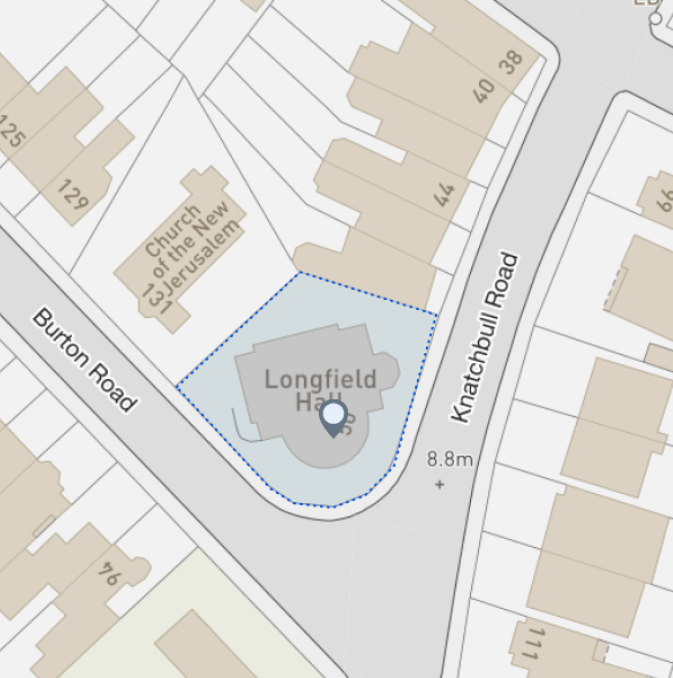 38
40
125
129
44
66
Church
of the New
Jerusalem
131
Burton Road
Knatchbull Road
Longfield
Hall
50
8.8m
94
111